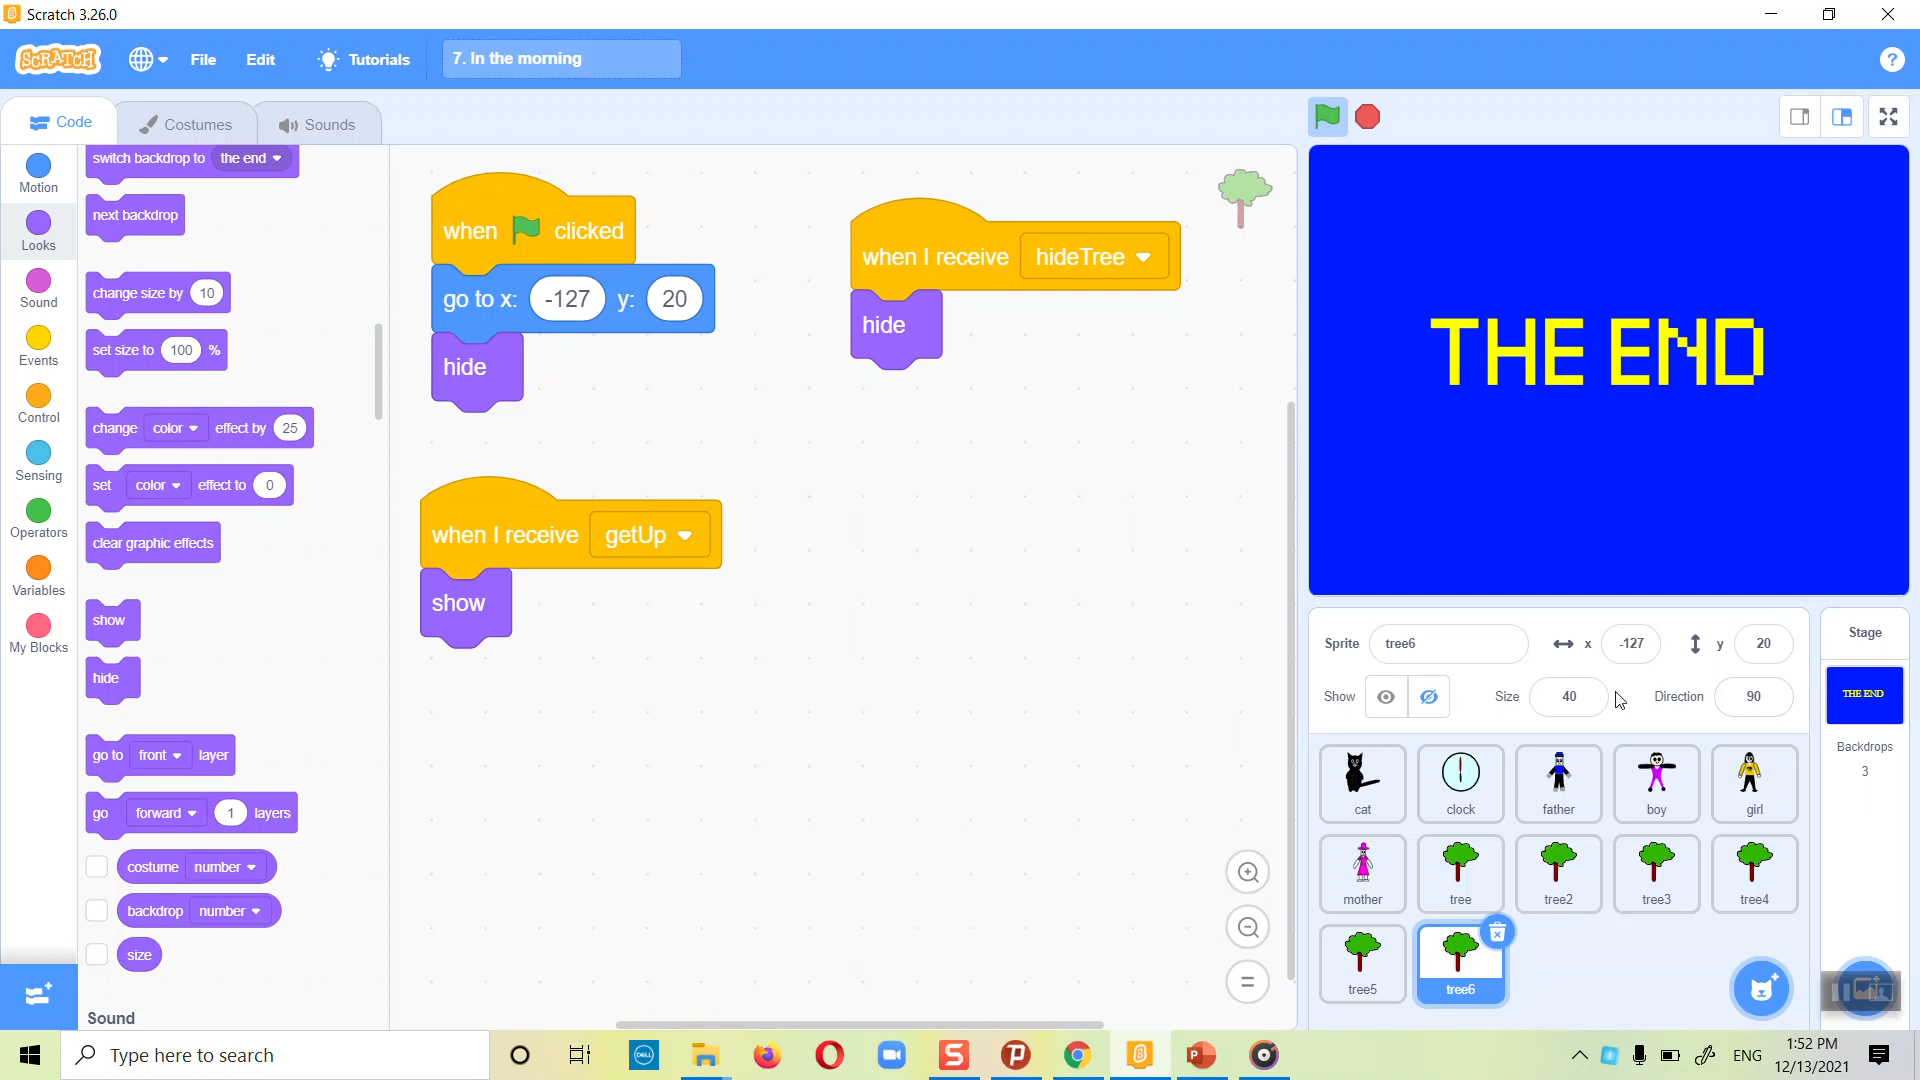 Scratch 3.26.0
SCRATCH
File
Edit
Tutorials
7. In the morning
?
Code
Costumes
Sounds
Motion
Looks
Sound
Events
Control
Sensing
Operators
Variables
My Blocks
switch backdrop to the end
next backdrop
change size by 10
set size to 100 %
change color effect by 25
set color effect to 0
clear graphic effects
show
hide
go to front layer
go forward 1 layers
costume number
backdrop number
size
Sound
when clicked
go to x: -127 y: 20
hide
when I receive getUp
show
when I receive hideTree
hide
THE END
Sprite tree6 x -127 y 20
Show Size 40 Direction 90
cat
clock
father
boy
girl
mother
tree
tree2
tree3
tree4
tree5
tree6
Stage
THE END
Backdrops
3
Type here to search
DELL
ENG
1:52 PM
12/13/2021